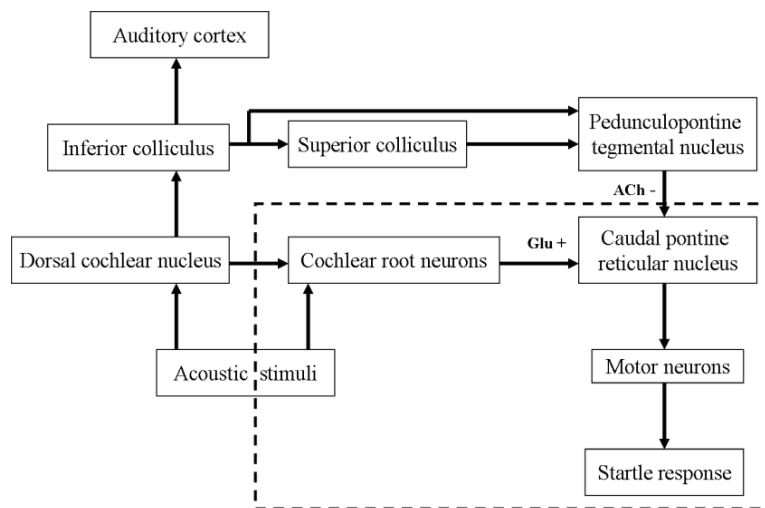 Auditory cortex
Inferior colliculus
Superior colliculus
Pedunculopontine
tegmental nucleus
ACh -
Dorsal cochlear nucleus
Cochlear root neurons
Glu +
Caudal pontine
reticular nucleus
Acoustic stimuli
Motor neurons
Startle response